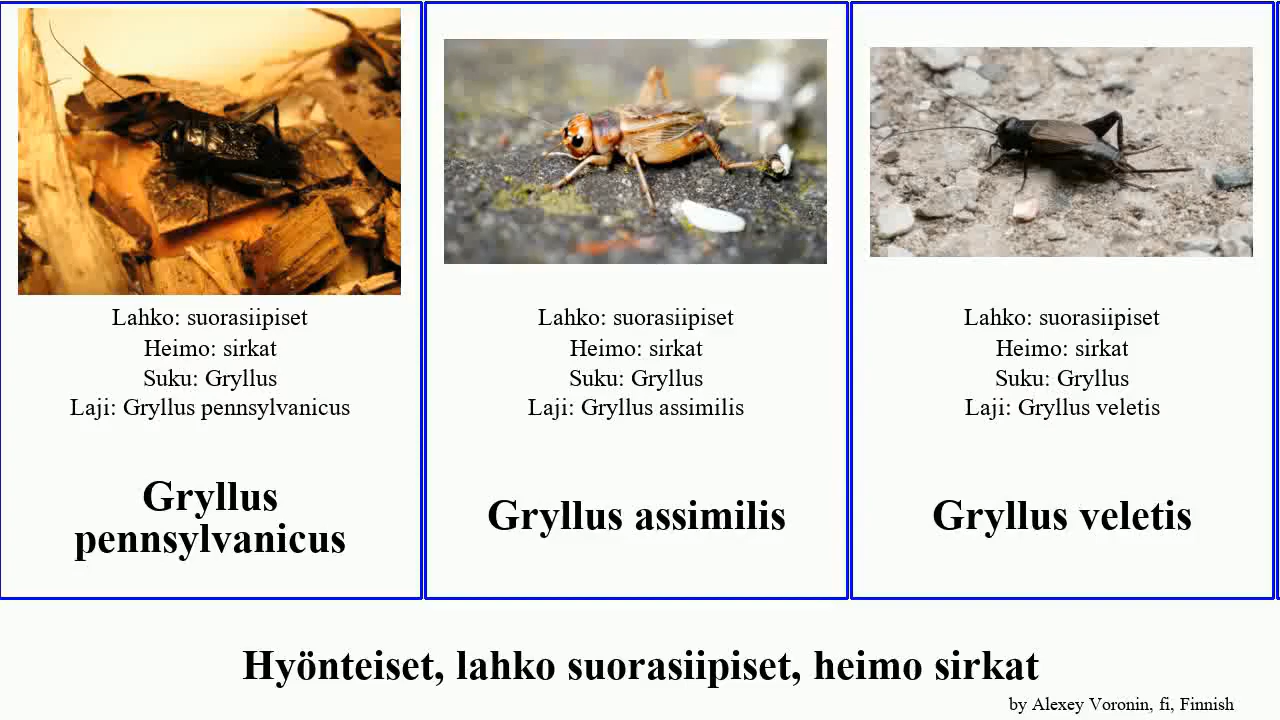 Lahko: suorasiipiset
Heimo: sirkat
Suku: Gryllus
Laji: Gryllus pennsylvanicus
Gryllus
pennsylvanicus
Lahko: suorasiipiset
Heimo: sirkat
Suku: Gryllus
Laji: Gryllus assimilis
Gryllus assimilis
Lahko: suorasiipiset
Heimo: sirkat
Suku: Gryllus
Laji: Gryllus veletis
Gryllus veletis
Hyönteiset, lahko suorasiipiset, heimo sirkat
by Alexey Voronin, fi, Finnish